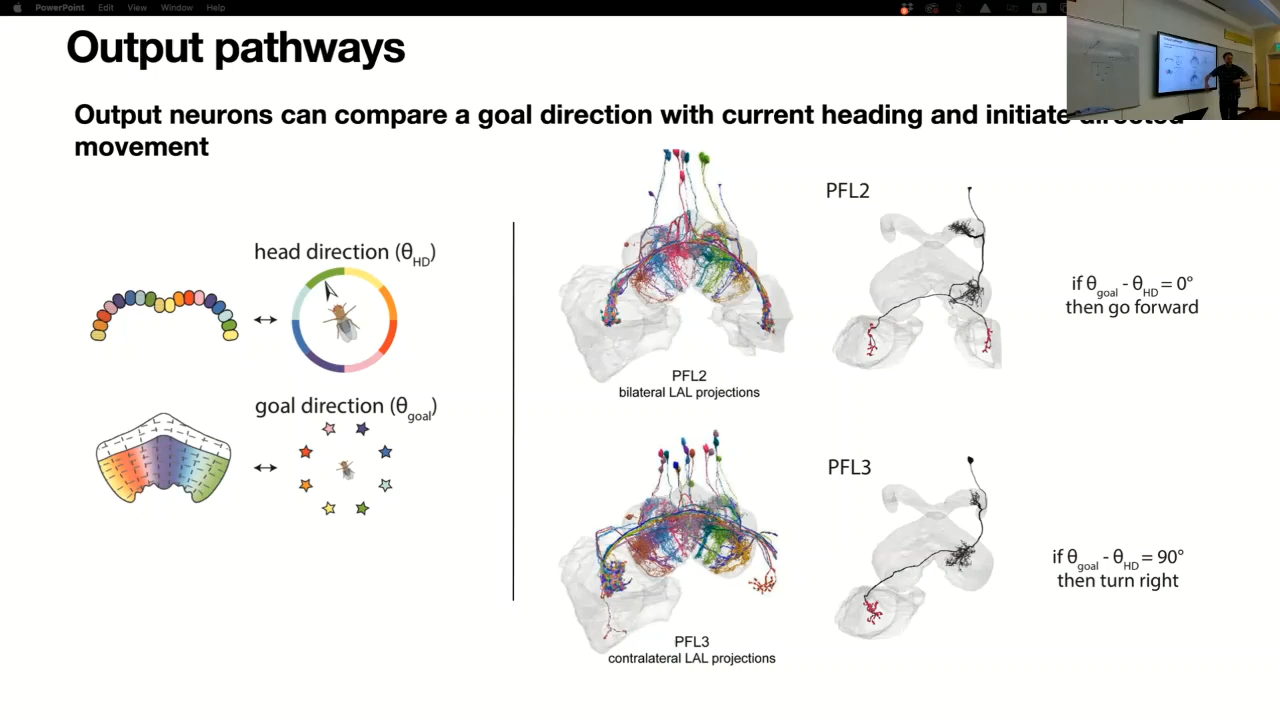 PowerPoint Edit View Window Help
A
Output pathways
Output neurons can compare a goal direction with current heading and initiate directed
movement
head direction (θHD)
goal direction (θgoal)
PFL2
bilateral LAL projections
PFL2
if θgoal - θHD = 0°
then go forward
PFL3
contralateral LAL projections
PFL3
if θgoal - θHD = 90°
then turn right